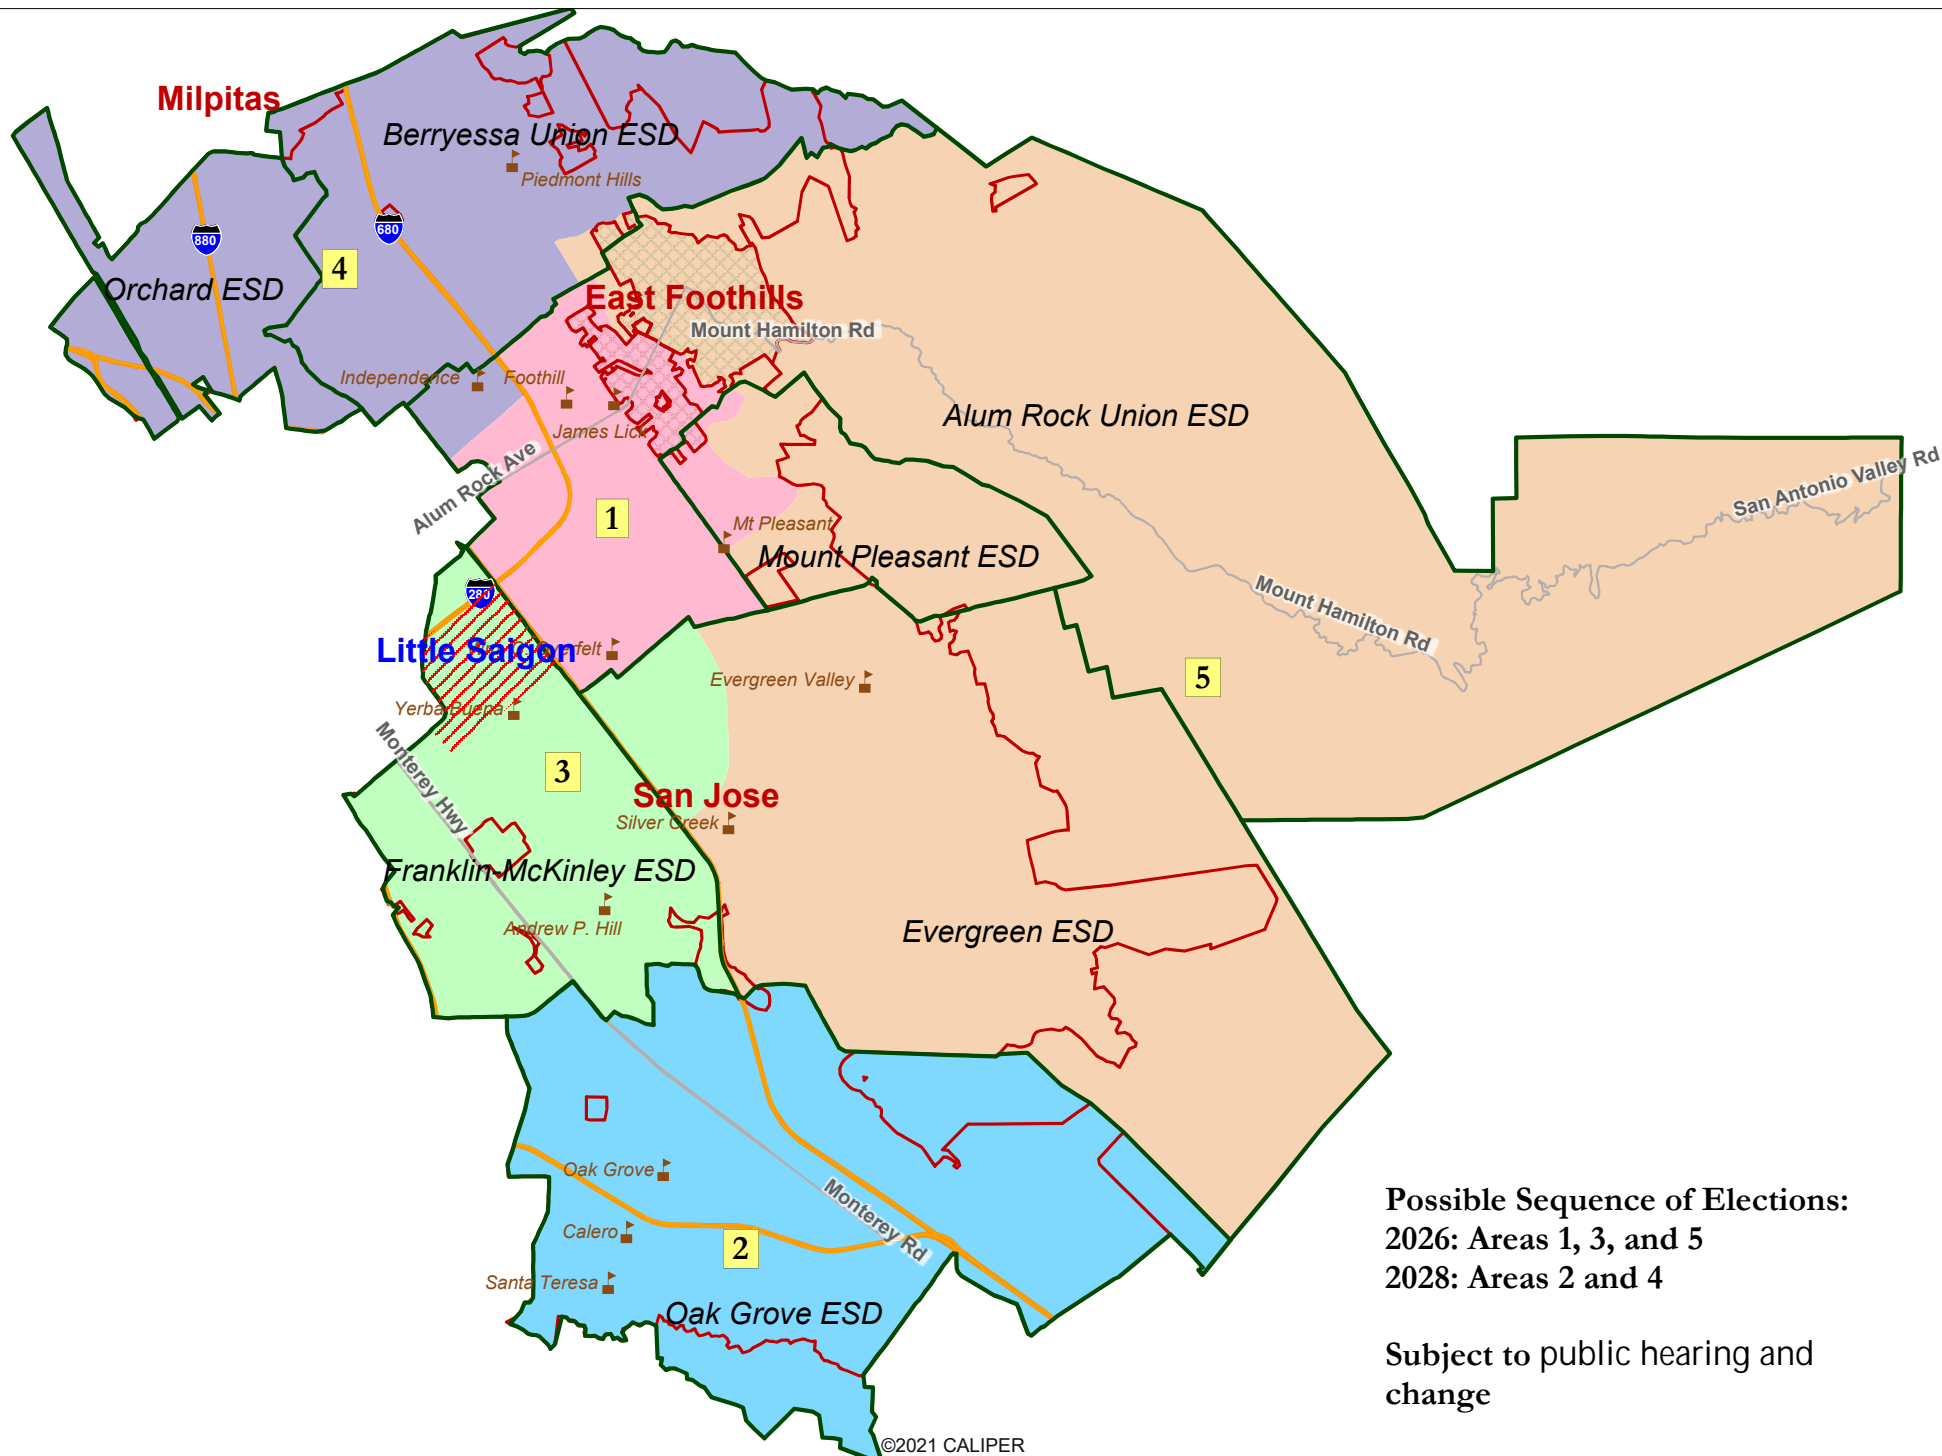 Milpitas
Berryessa Union ESD
Piedmont Hills
680
880
4
Orchard ESD
East Foothills
Mount Hamilton Rd
Independence
Foothill
James Lick
Alum Rock Union ESD
Alum Rock Ave
San Antonio Valley Rd
1
Mt Pleasant
Mount Pleasant ESD
280
Mount Hamilton Rd
Little Saigon
Evergreen Valley
5
Yerba Buena
Monterey Hwy
3
San Jose
Silver Creek
Franklin-McKinley ESD
Andrew P. Hill
Evergreen ESD
Oak Grove
Monterey Rd
Calero
2
Santa Teresa
Oak Grove ESD
Possible Sequence of Elections:
2026: Areas 1, 3, and 5
2028: Areas 2 and 4
Subject to public hearing and
change
©2021 CALIPER